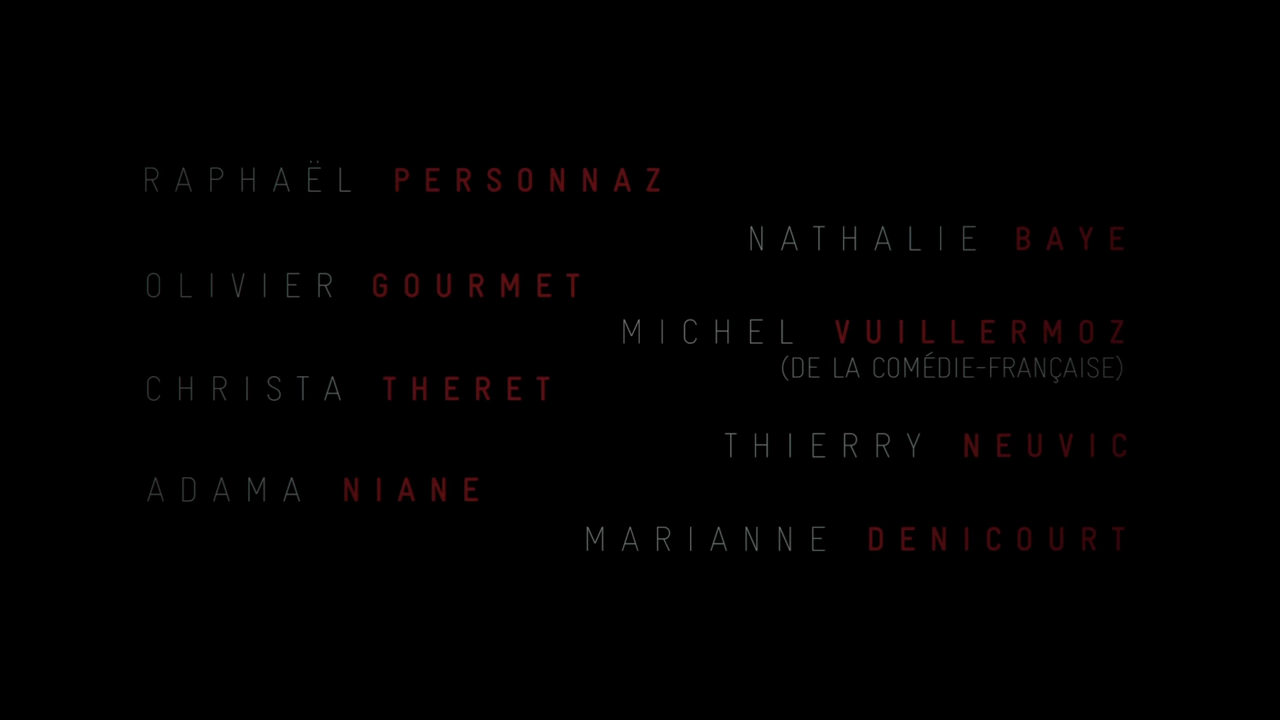 RAPHAËL PERSONNAZ
NATHALIE BAYE
OLIVIER GOURMET
MICHEL VUILLERMOZ
(DE LA COMÉDIE-FRANÇAISE)
CHRISTA THERET
THIERRY NEUVIC
ADAMA NIANE
MARIANNE DENICOURT